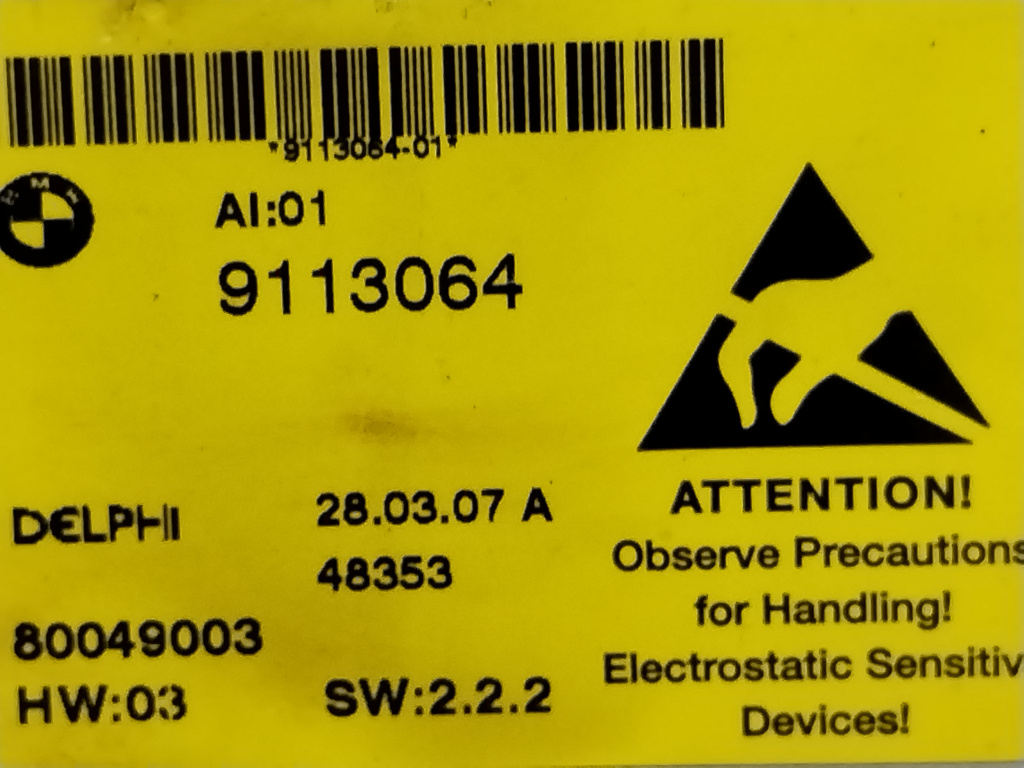 *9113064-01*
BMW
AI:01
9113064
DELPHI
28.03.07 A
48353
80049003
HW:03
SW:2.2.2
ATTENTION!
Observe Precautions
for Handling!
Electrostatic Sensitiv
Devices!